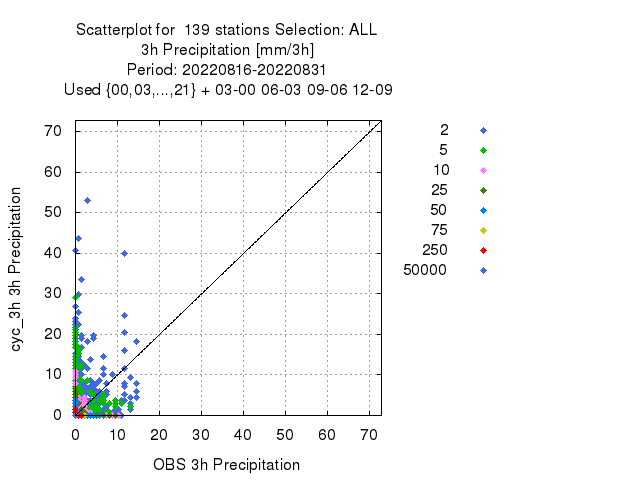 Scatterplot for 139 stations Selection: ALL
3h Precipitation [mm/3h]
Period: 20220816-20220831
Used {00,03,...,21} + 03-00 06-03 09-06 12-09
70
60
50
40
30
20
10
0
cyc_3h 3h Precipitation
0 10 20 30 40 50 60 70
OBS 3h Precipitation
2
5
10
25
50
75
250
50000